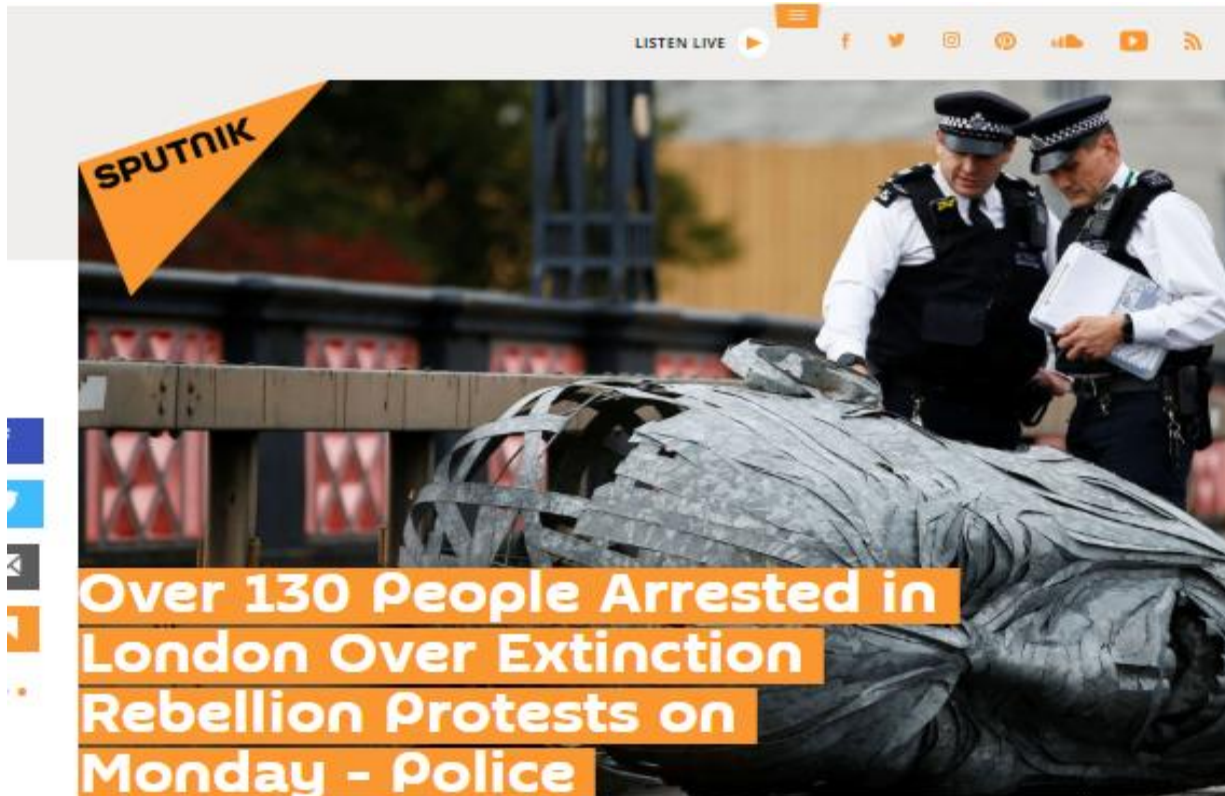 LISTEN LIVE
SPUTNIK
Over 130 People Arrested in
London Over Extinction
Rebellion Protests on
Monday - Police